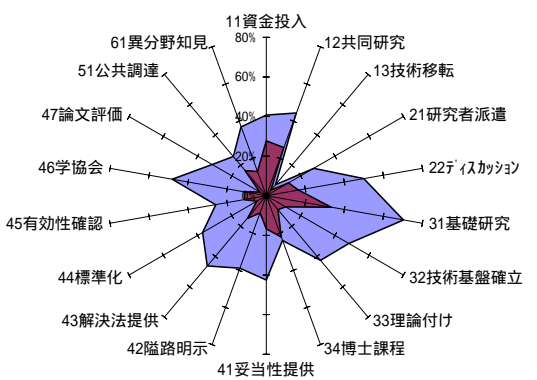 11資金投入
80%
61異分野知見
12共同研究
51公共調達
60%
13技術移転
47論文評価
40%
21研究者派遣
46学協会
20%
22ディスカッション
0%
45有効性確認
31基礎研究
44標準化
32技術基盤確立
43解決法提供
33理論付け
42隘路明示
34博士課程
41妥当性提供